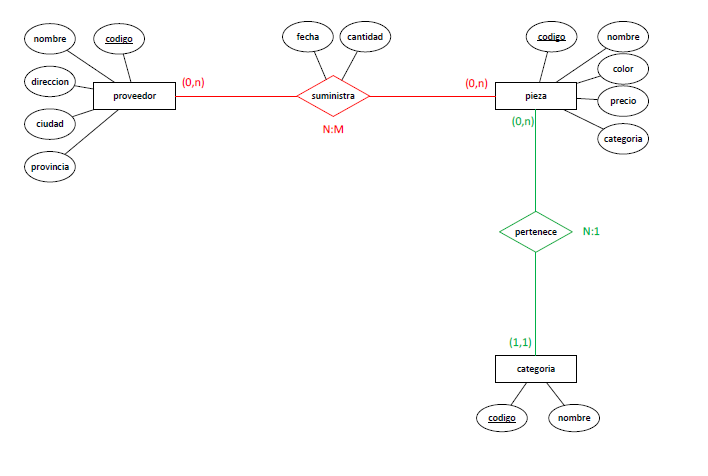 nombre
codigo
fecha
cantidad
codigo
nombre
direccion
color
proveedor
(0,n)
suministra
(0,n)
pieza
precio
ciudad
N:M
(0,n)
categoria
provincia
pertenece
N:1
(1,1)
categoria
codigo
nombre